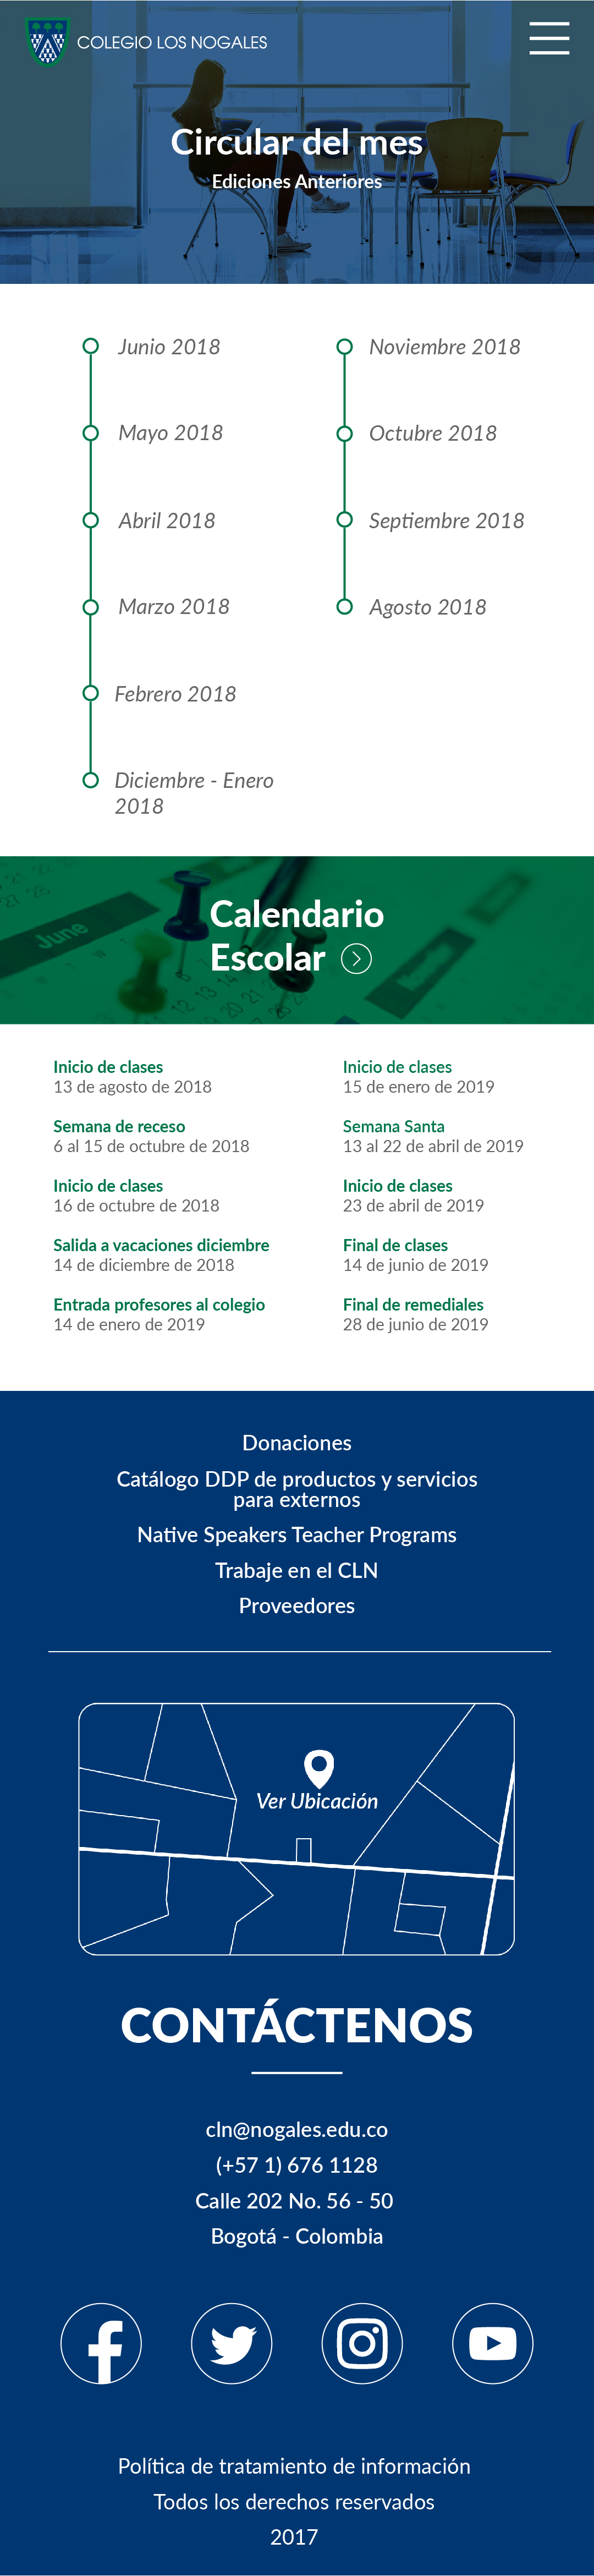 COLEGIO LOS NOGALES
Circular del mes
Ediciones Anteriores
Junio 2018
Mayo 2018
Abril 2018
Marzo 2018
Febrero 2018
Diciembre - Enero
2018
Noviembre 2018
Octubre 2018
Septiembre 2018
Agosto 2018
June
Calendario
Escolar
Inicio de clases
13 de agosto de 2018
Semana de receso
6 al 15 de octubre de 2018
Inicio de clases
16 de octubre de 2018
Salida a vacaciones diciembre
14 de diciembre de 2018
Entrada profesores al colegio
14 de enero de 2019
Inicio de clases
15 de enero de 2019
Semana Santa
13 al 22 de abril de 2019
Inicio de clases
23 de abril de 2019
Final de clases
14 de junio de 2019
Final de remediales
28 de junio de 2019
Donaciones
Catálogo DDP de productos y servicios
para externos
Native Speakers Teacher Programs
Trabaje en el CLN
Proveedores
Ver Ubicación
CONTÁCTENOS
cln@nogales.edu.co
(+57 1) 676 1128
Calle 202 No. 56 - 50
Bogotá - Colombia
Política de tratamiento de información
Todos los derechos reservados
2017